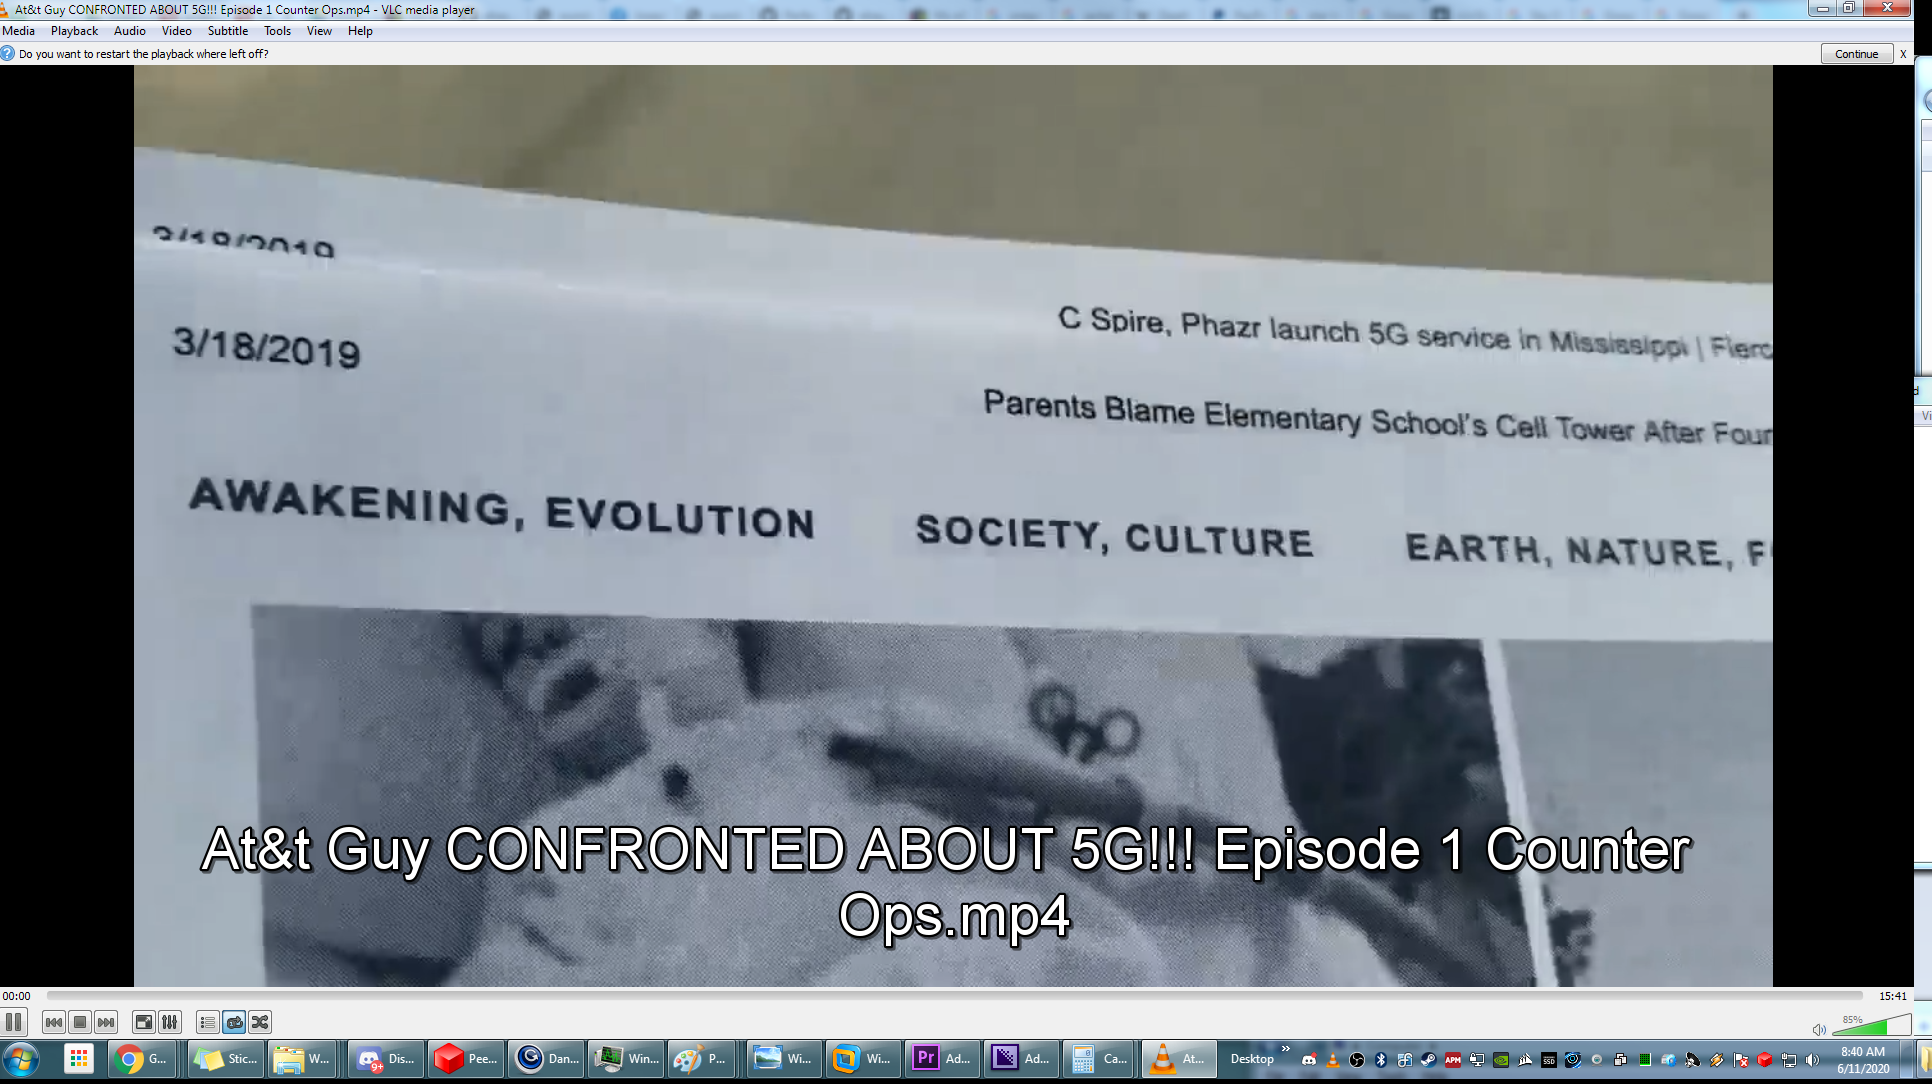 At&t Guy CONFRONTED ABOUT 5G!!! Episode 1 Counter Ops.mp4 - VLC media player
Media Playback Audio Video Subtitle Tools View Help
Do you want to restart the playback where left off?
Continue X
3/18/2019
C Spire, Phazr launch 5G service in Mississippi |
3/18/2019
Parents Blame Elementary School's Cell Tower After
AWAKENING, EVOLUTION SOCIETY, CULTURE EARTH, NATURE,
At&t Guy CONFRONTED ABOUT 5G!!! Episode 1 Counter
Ops.mp4
00:00
15:41
85%
G... Stic... W... Dis... Pee... Dan... Win... P... Wi... Wi... Pr Ad... Ad... Ca... At... Desktop »
9+
APM
SSD
8:40 AM
6/11/2020